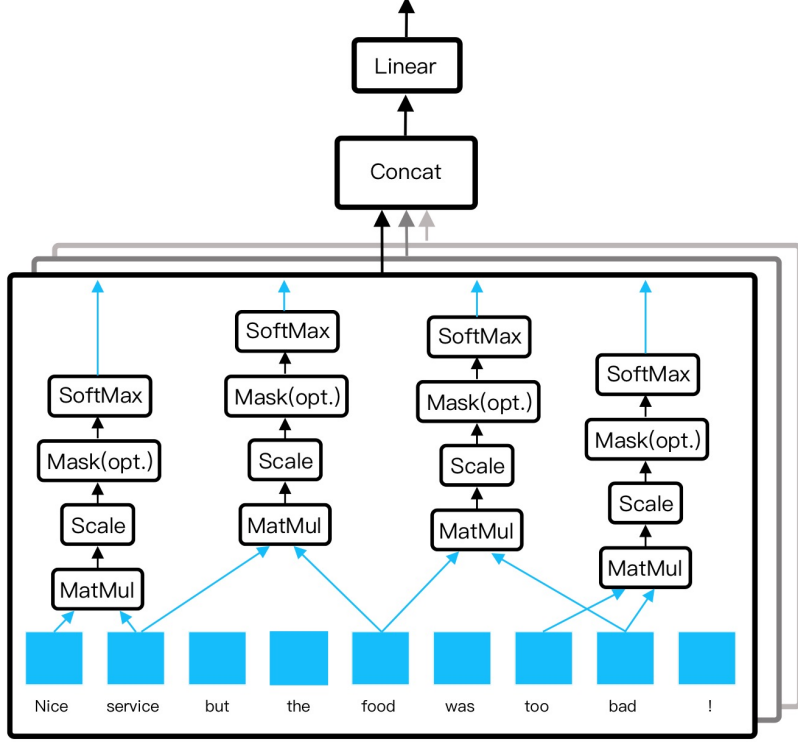 Linear
Concat
SoftMax
Mask(opt.)
Scale
MatMul
SoftMax
Mask(opt.)
Scale
MatMul
SoftMax
Mask(opt.)
Scale
MatMul
SoftMax
Mask(opt.)
Scale
MatMul
Nice service but the food was too bad !